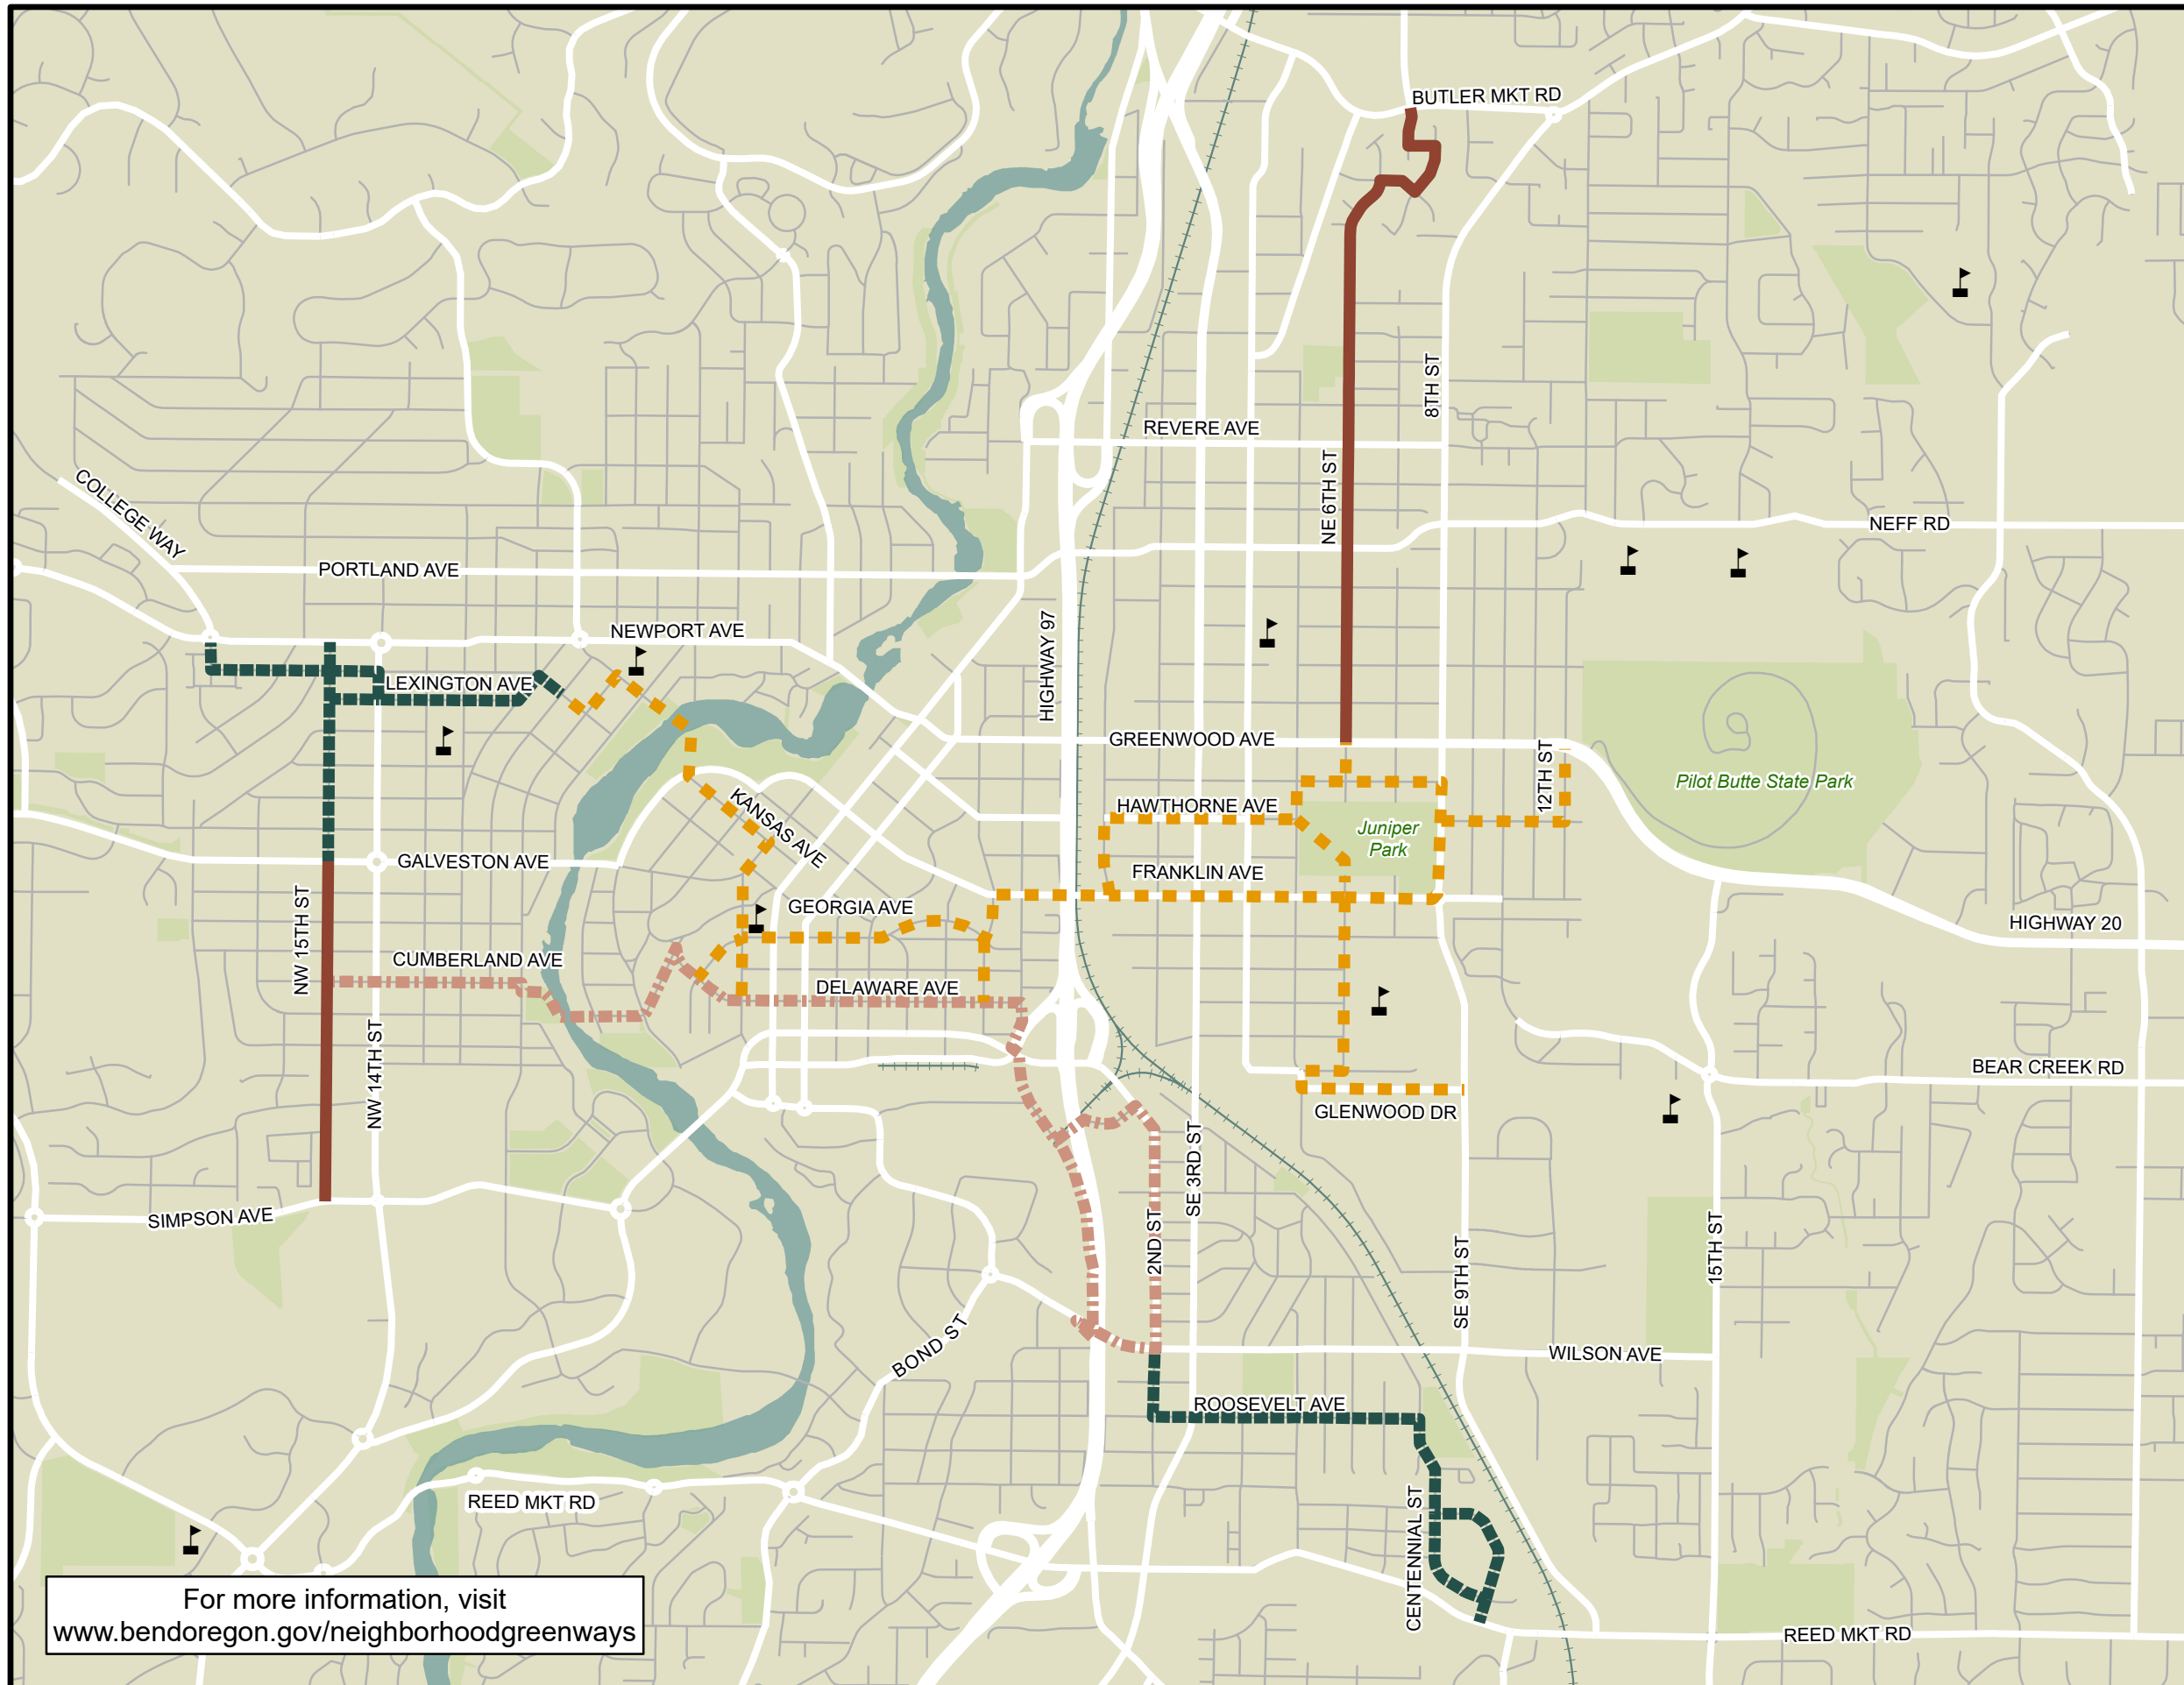 BUTLER MKT RD
8TH ST
REVERE AVE
NE 6TH ST
COLLEGE WAY
NEFF RD
PORTLAND AVE
NEWPORT AVE
HIGHWAY 97
LEXINGTON AVE
GREENWOOD AVE
12TH ST
Pilot Butte State Park
KANSAS AVE
HAWTHORNE AVE
Juniper
Park
GALVESTON AVE
FRANKLIN AVE
NW 15TH ST
GEORGIA AVE
HIGHWAY 20
CUMBERLAND AVE
DELAWARE AVE
NW 14TH ST
BEAR CREEK RD
GLENWOOD DR
SE 3RD ST
SIMPSON AVE
2ND ST
15TH ST
SE 9TH ST
BOND ST
WILSON AVE
ROOSEVELT AVE
REED MKT RD
CENTENNIAL ST
For more information, visit
www.bendoregon.gov/neighborhoodgreenways
REED MKT RD